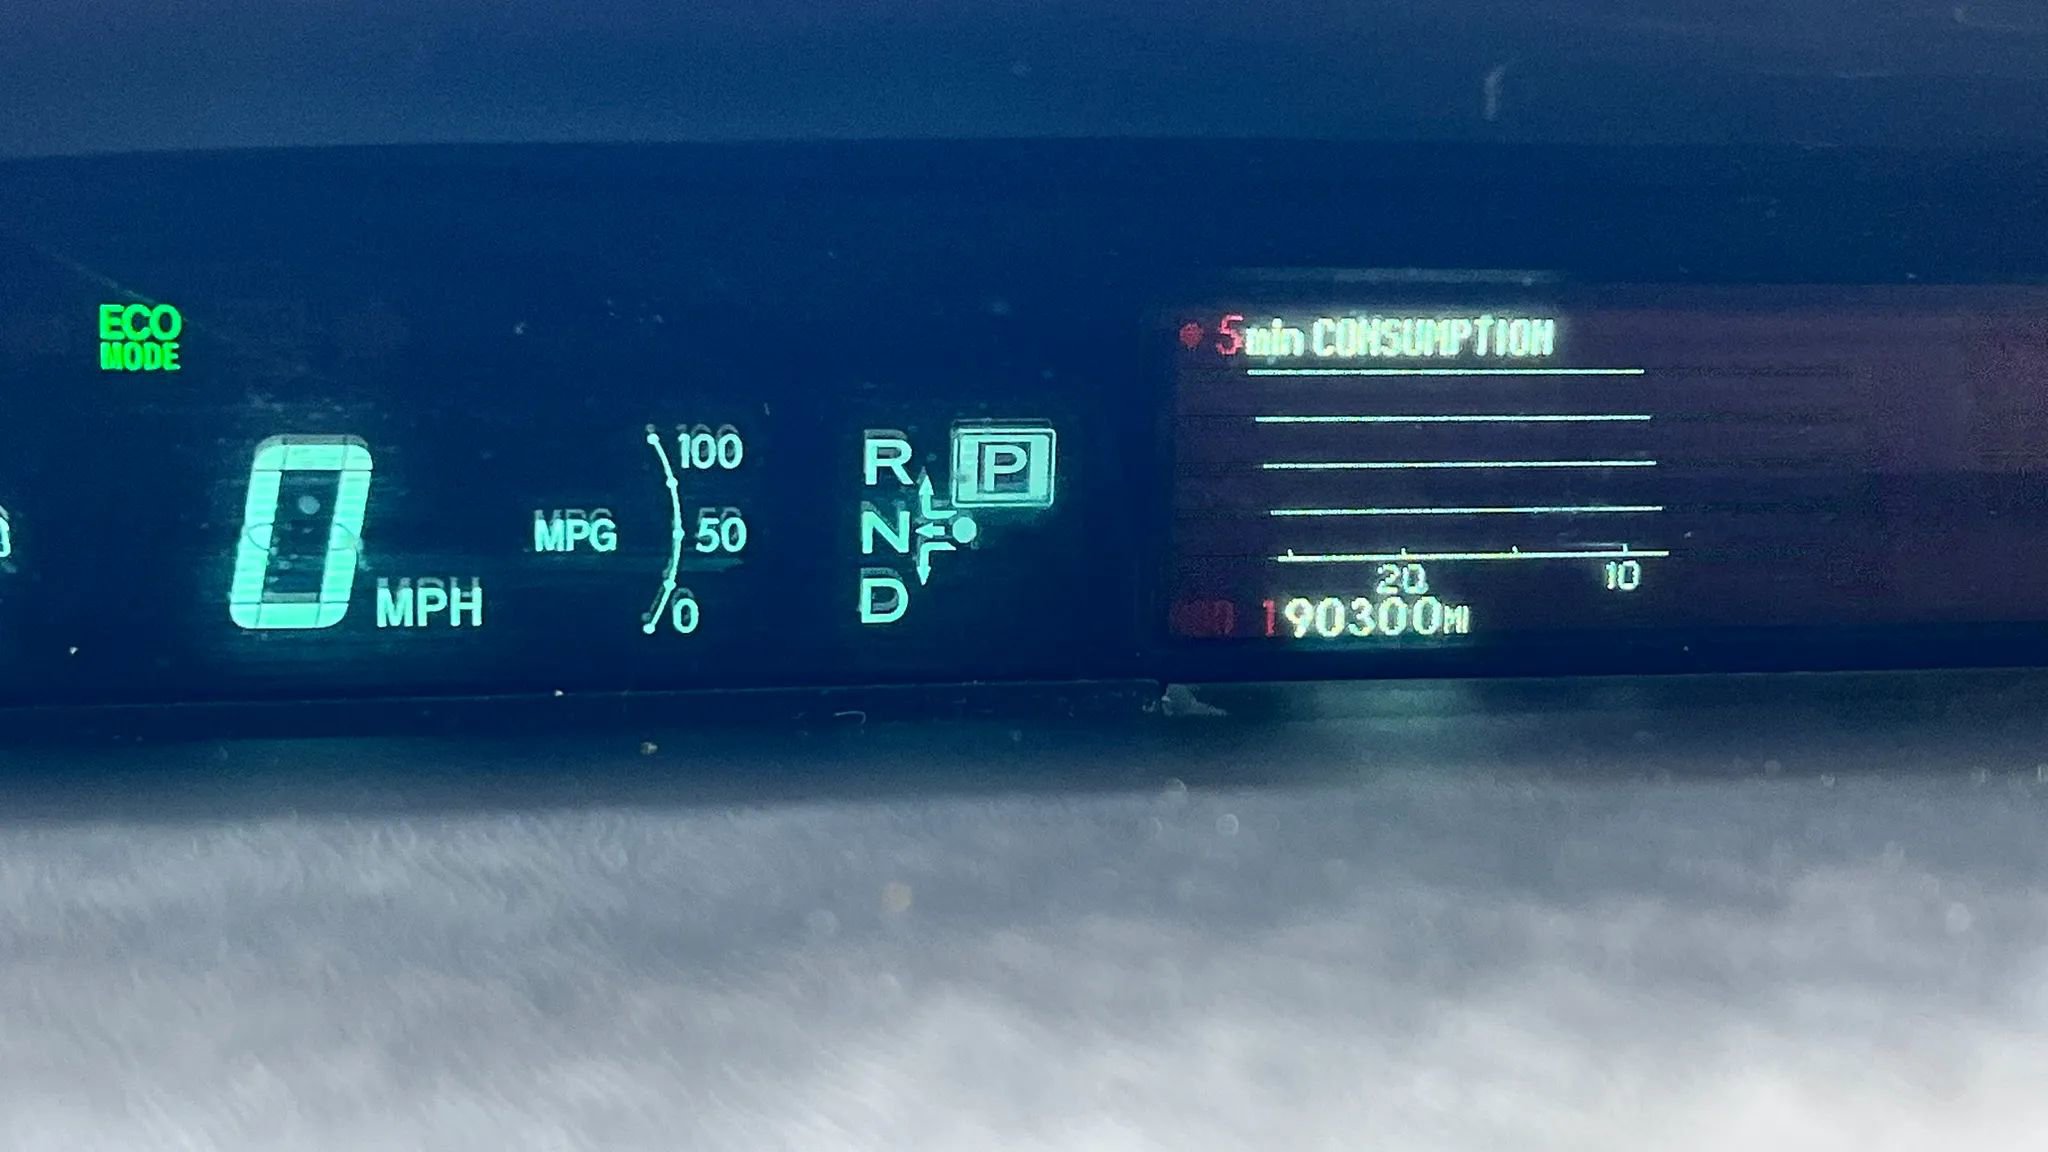 ECO
MODE
0 MPH
MPG
100
50
0
R
N
D
P
5min CONSUMPTION
20 10
190300MI